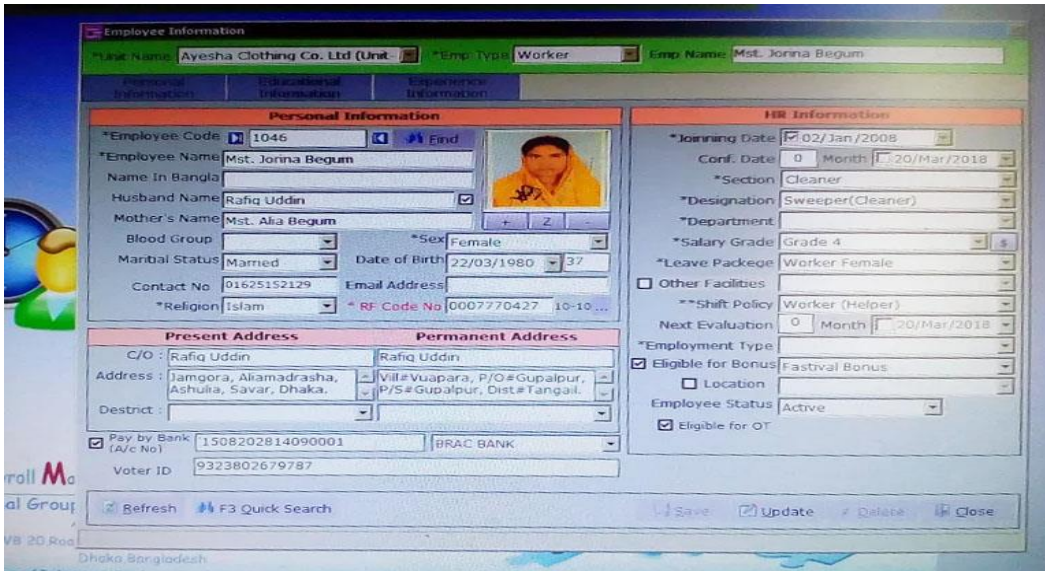 Employee Information
*Unit Name Ayesha Clothing Co. Ltd (Unit- *Emp Type Worker Emp Name Mst. Jorina Begum
Personal Information Educational Information Experience Information
Personal Information
*Employee Code 1046 Find
*Employee Name Mst. Jorina Begum
Name In Bangla
Husband Name Rafiq Uddin
Mother's Name Mst. Alia Begum
+ Z -
Blood Group *Sex Female
Maritial Status Married Date of Birth 22/03/1980 37
Contact No 01625152129 Email Address
*Religion Islam * RF Code No 0007770427 10-10 ...
Present Address Permanent Address
C/O : Rafiq Uddin Rafiq Uddin
Address : Jamgora, Aliamadrasha, Vill#Vuapara, P/O#Gupalpur,
Ashulia, Savar, Dhaka. P/S#Gupalpur, Dist#Tangail.
Destrict :
Pay by Bank (A/c No) 1508202814090001 BRAC BANK
Voter ID 9323802679787
HR Information
*Joinning Date 02/Jan/2008
Conf. Date 0 Month 20/Mar/2018
*Section Cleaner
*Designation Sweeper(Cleaner)
*Department
*Salary Grade Grade 4 $
*Leave Packege Worker Female
Other Facilities
**Shift Policy Worker (Helper)
Next Evaluation 0 Month 20/Mar/2018
*Employment Type
Eligible for Bonus Fastival Bonus
Location
Employee Status Active
Eligible for OT
Refresh F3 Quick Search Save Update Delete Close
roll Ma
al Group
VB 2D Roa
Dhaka Bangladesh